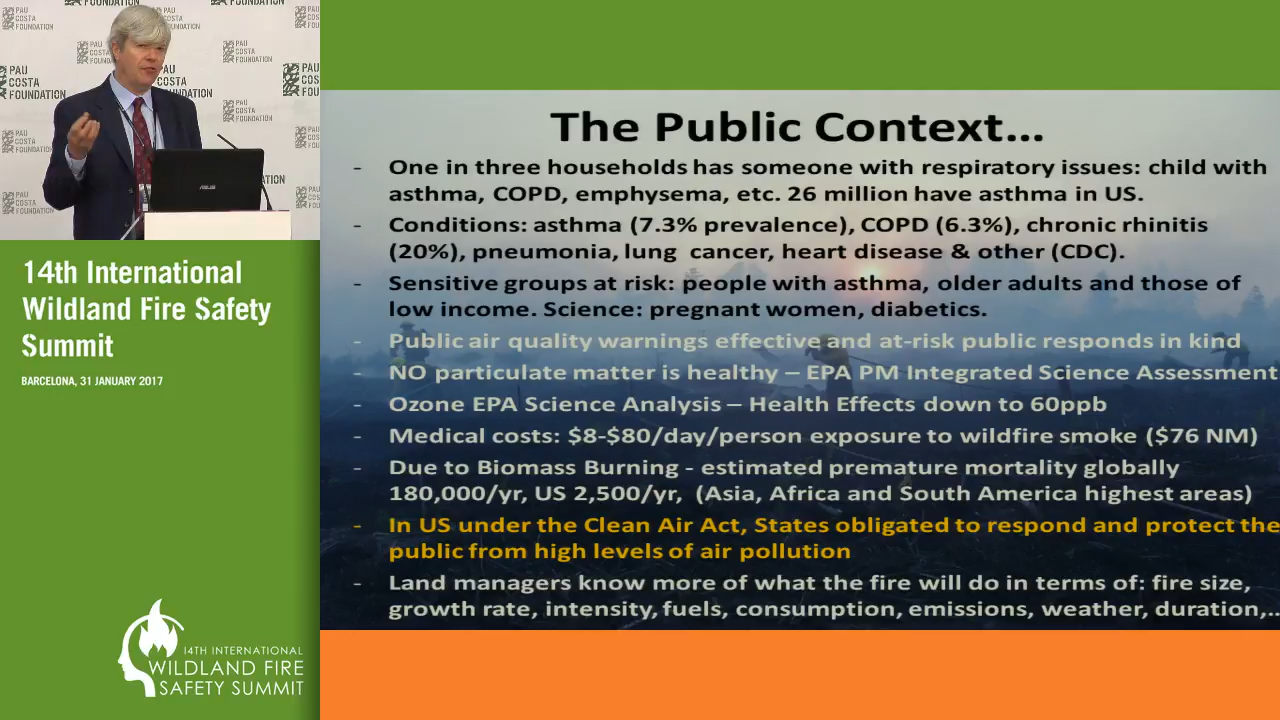 PAU
COSTA
FOUNDATION
ASUS
14th International
Wildland Fire Safety
Summit
BARCELONA, 31 JANUARY 2017
14TH INTERNATIONAL
WILDLAND FIRE
SAFETY SUMMIT
The Public Context...
- One in three households has someone with respiratory issues: child with
asthma, COPD, emphysema, etc. 26 million have asthma in US.
- Conditions: asthma (7.3% prevalence), COPD (6.3%), chronic rhinitis
(20%), pneumonia, lung cancer, heart disease & other (CDC).
- Sensitive groups at risk: people with asthma, older adults and those of
low income. Science: pregnant women, diabetics.
- Public air quality warnings effective and at-risk public responds in kind
- NO particulate matter is healthy – EPA PM Integrated Science Assessment
- Ozone EPA Science Analysis – Health Effects down to 60ppb
- Medical costs: $8-$80/day/person exposure to wildfire smoke ($76 NM)
- Due to Biomass Burning - estimated premature mortality globally
180,000/yr, US 2,500/yr, (Asia, Africa and South America highest areas)
- In US under the Clean Air Act, States obligated to respond and protect the
public from high levels of air pollution
- Land managers know more of what the fire will do in terms of: fire size,
growth rate, intensity, fuels, consumption, emissions, weather, duration,...